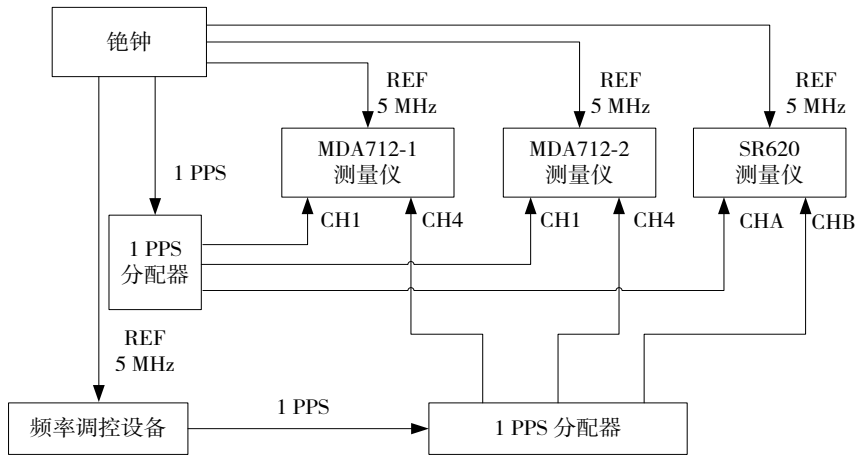 铯钟
REF
5 MHz
REF
5 MHz
REF
5 MHz
MDA712-1
测量仪
MDA712-2
测量仪
SR620
测量仪
1 PPS
CH1
CH4
CH1
CH4
CHA
CHB
1 PPS
分配器
REF
5 MHz
频率调控设备
1 PPS
1 PPS 分配器